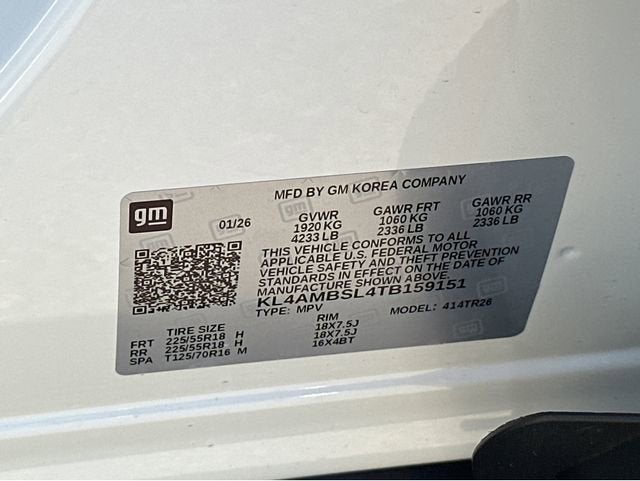 MFD BY GM KOREA COMPANY
gm
01/26
GVWR GAWR FRT GAWR RR
1920 KG 1060 KG 1060 KG
4233 LB 2336 LB 2336 LB
THIS VEHICLE CONFORMS TO ALL
APPLICABLE U.S. FEDERAL MOTOR
VEHICLE SAFETY AND THEFT PREVENTION
STANDARDS IN EFFECT ON THE DATE OF
MANUFACTURE SHOWN ABOVE.
KL4AMBSL4TB159151
TYPE: MPV MODEL: 414TR26
TIRE SIZE RIM
FRT 225/55R18 H 18X7.5J
RR 225/55R18 H 18X7.5J
SPA T125/70R16 M 16X4BT